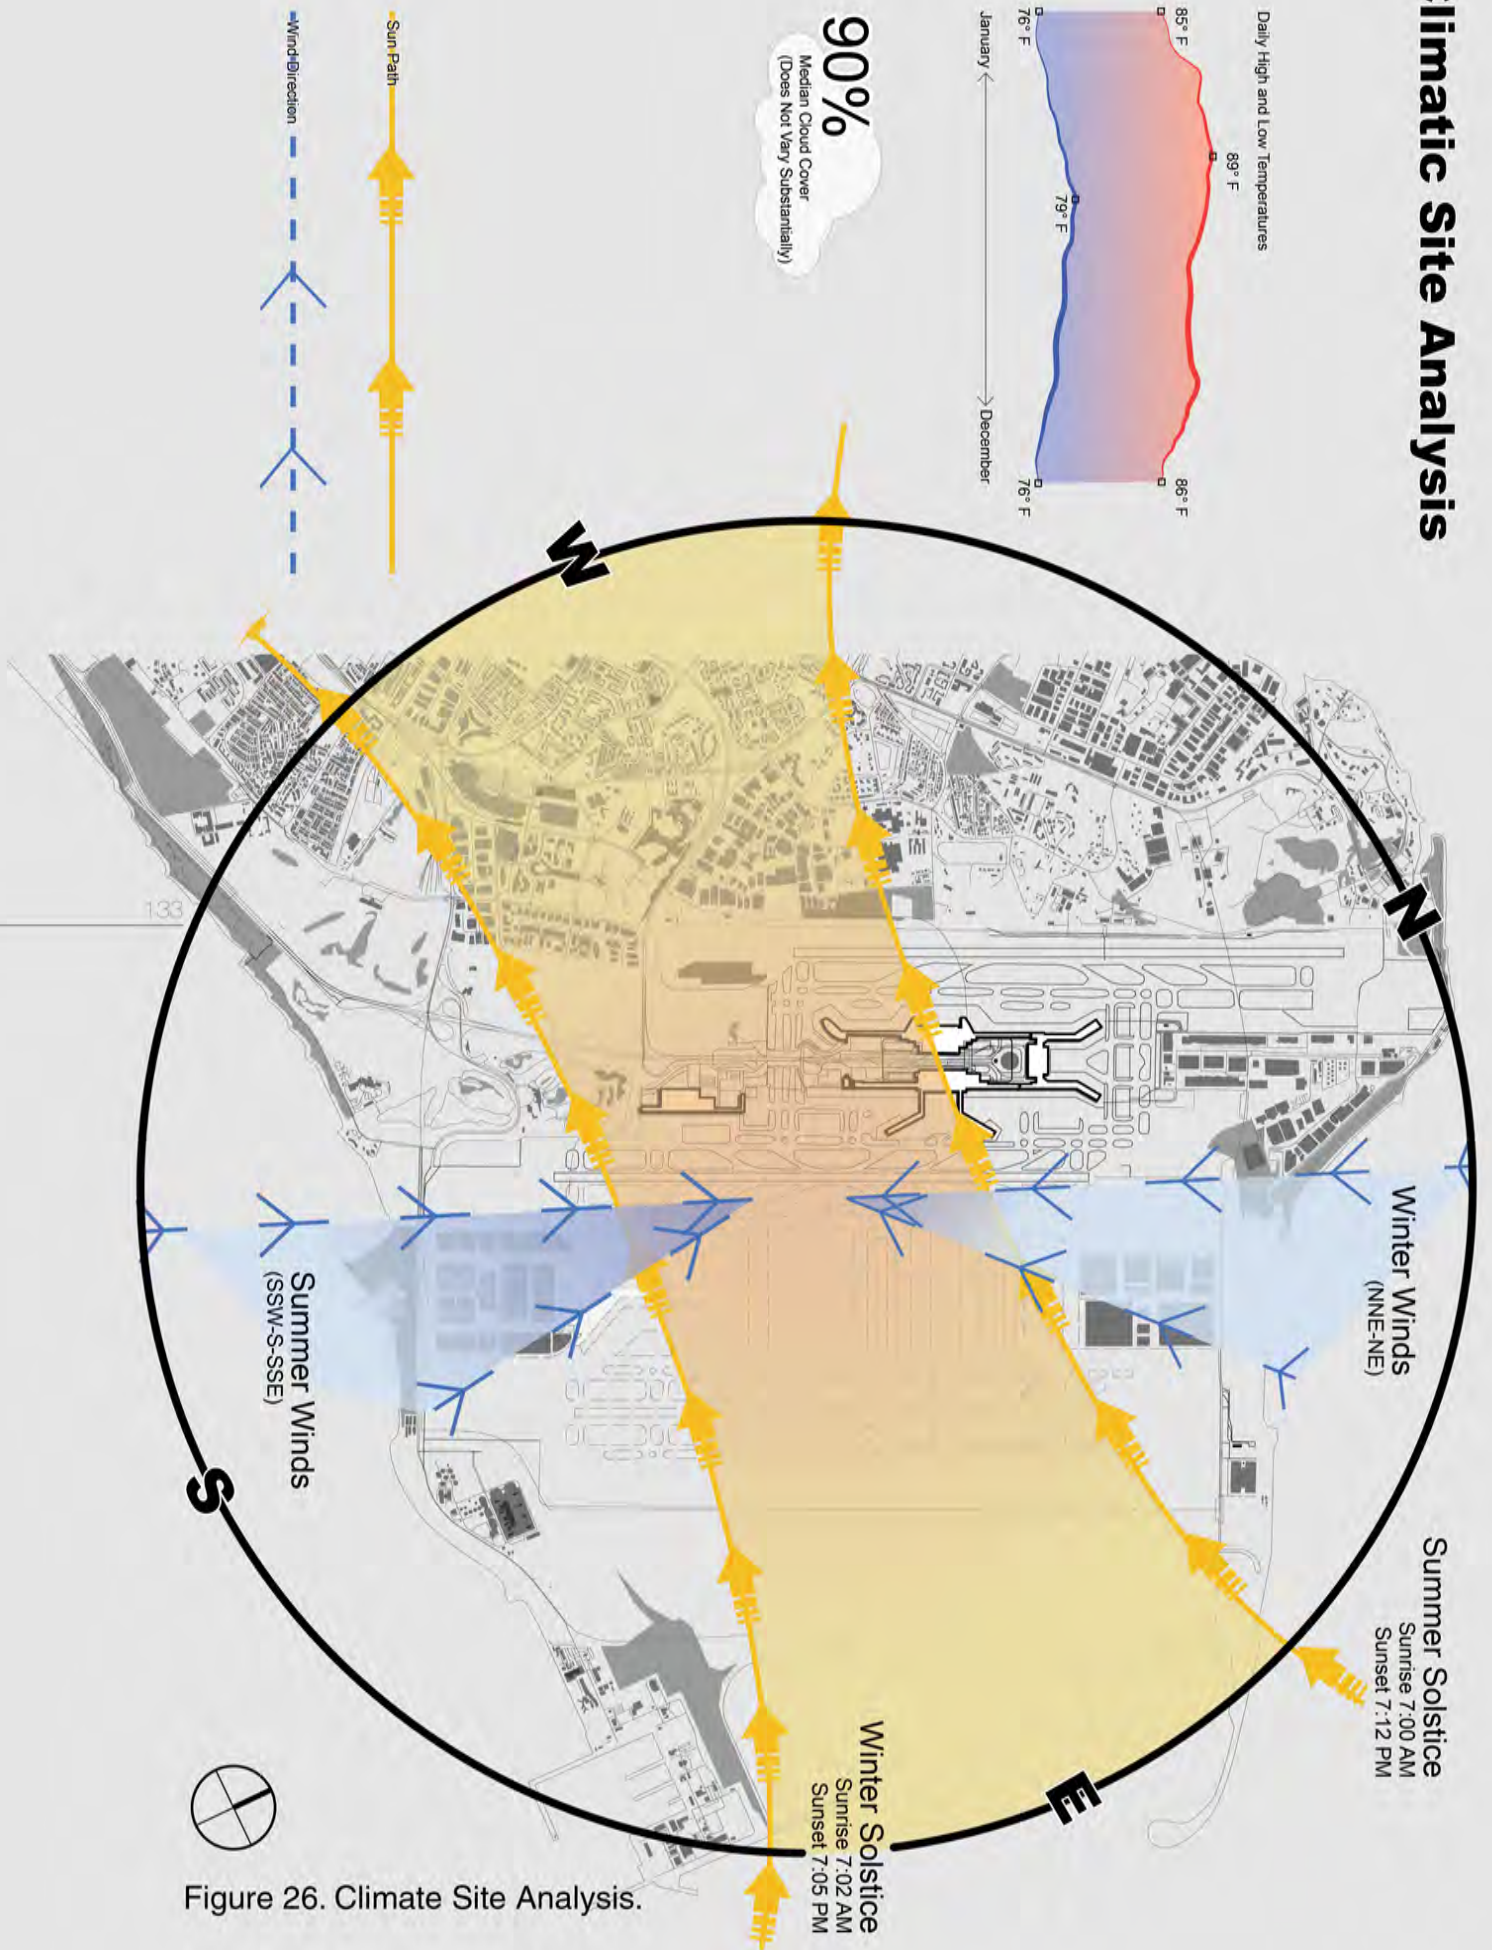 Climatic Site Analysis
Daily High and Low Temperatures
85° F
89° F
86° F
76° F
79° F
76° F
January
December
90%
Median Cloud Cover
(Does Not Vary Substantially)
Sun Path
Wind Direction
N
E
S
W
Winter Winds
(NNE-NE)
Summer Winds
(SSW-S-SSE)
Summer Solstice
Sunrise 7:00 AM
Sunset 7:12 PM
Winter Solstice
Sunrise 7:02 AM
Sunset 7:05 PM
133
Figure 26. Climate Site Analysis.